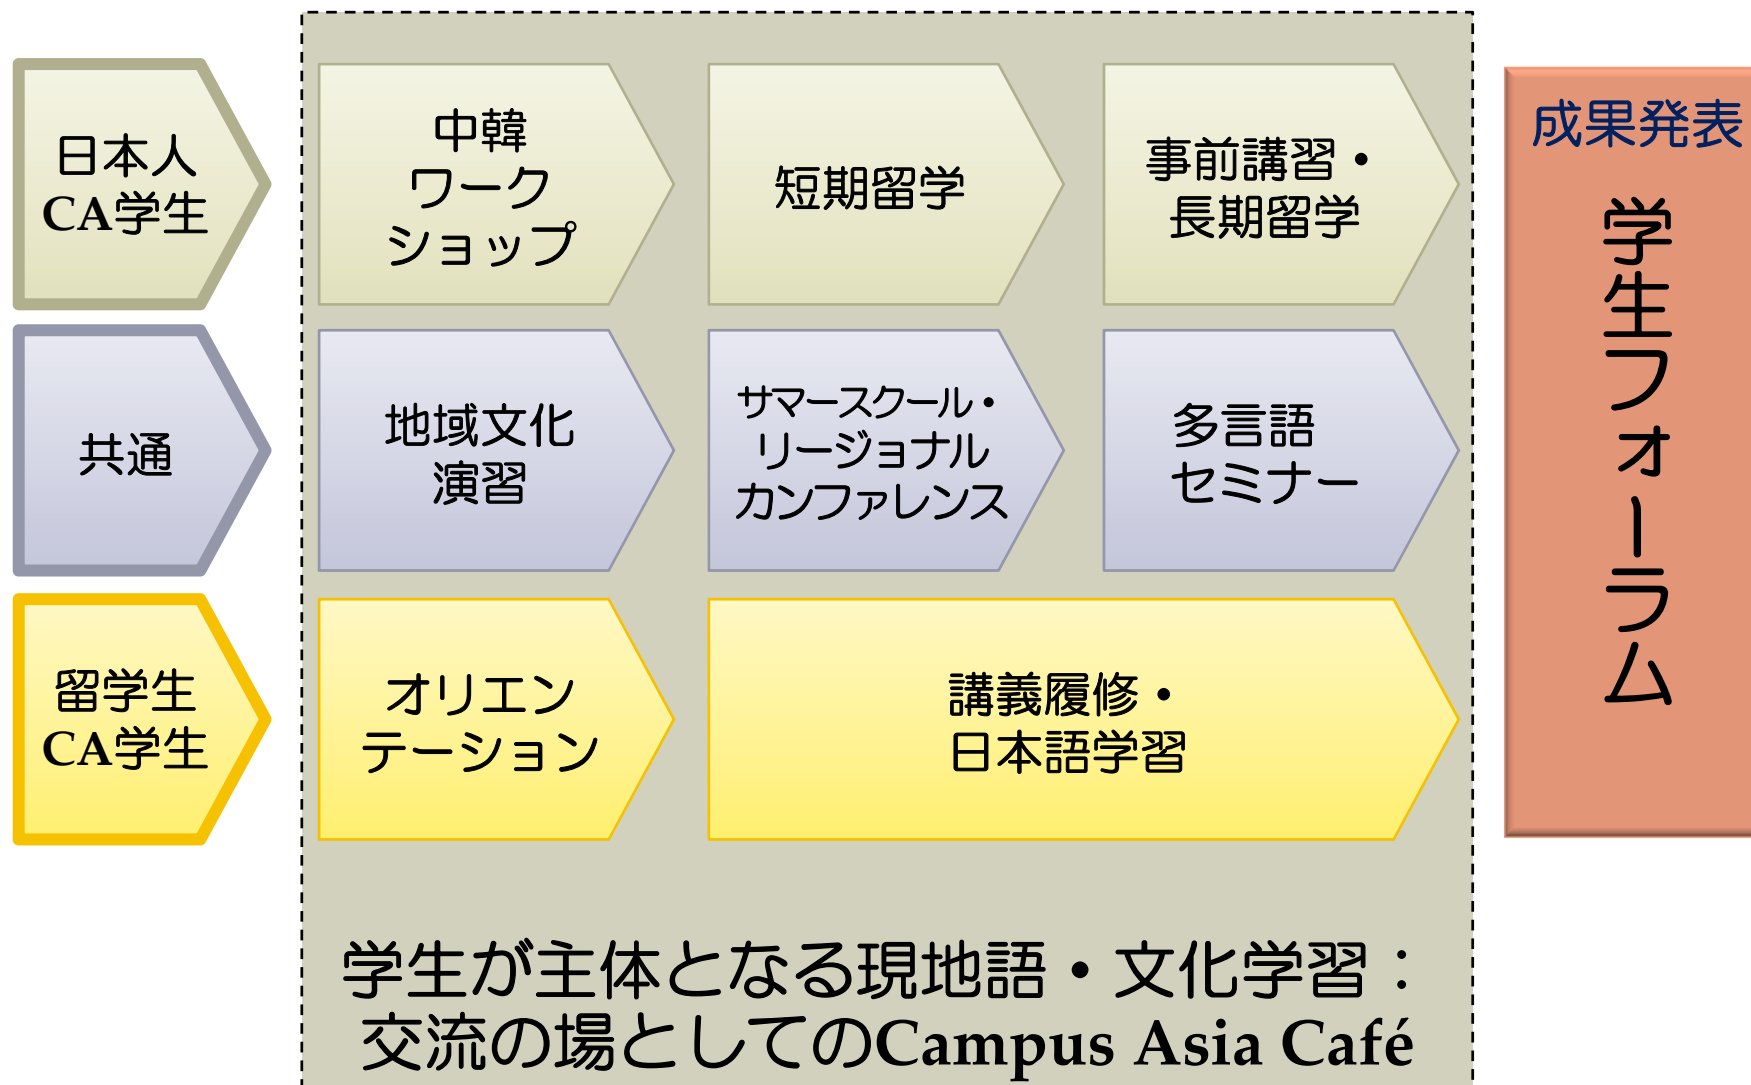 日本人
CA学生
中韓
ワーク
ショップ
短期留学
事前講習・
長期留学
共通
地域文化
演習
サマースクール・
リージョナル
カンファレンス
多言語
セミナー
留学生
CA学生
オリエン
テーション
講義履修・
日本語学習
学生が主体となる現地語・文化学習：
交流の場としてのCampus Asia Café
成果発表
学生フォーラム